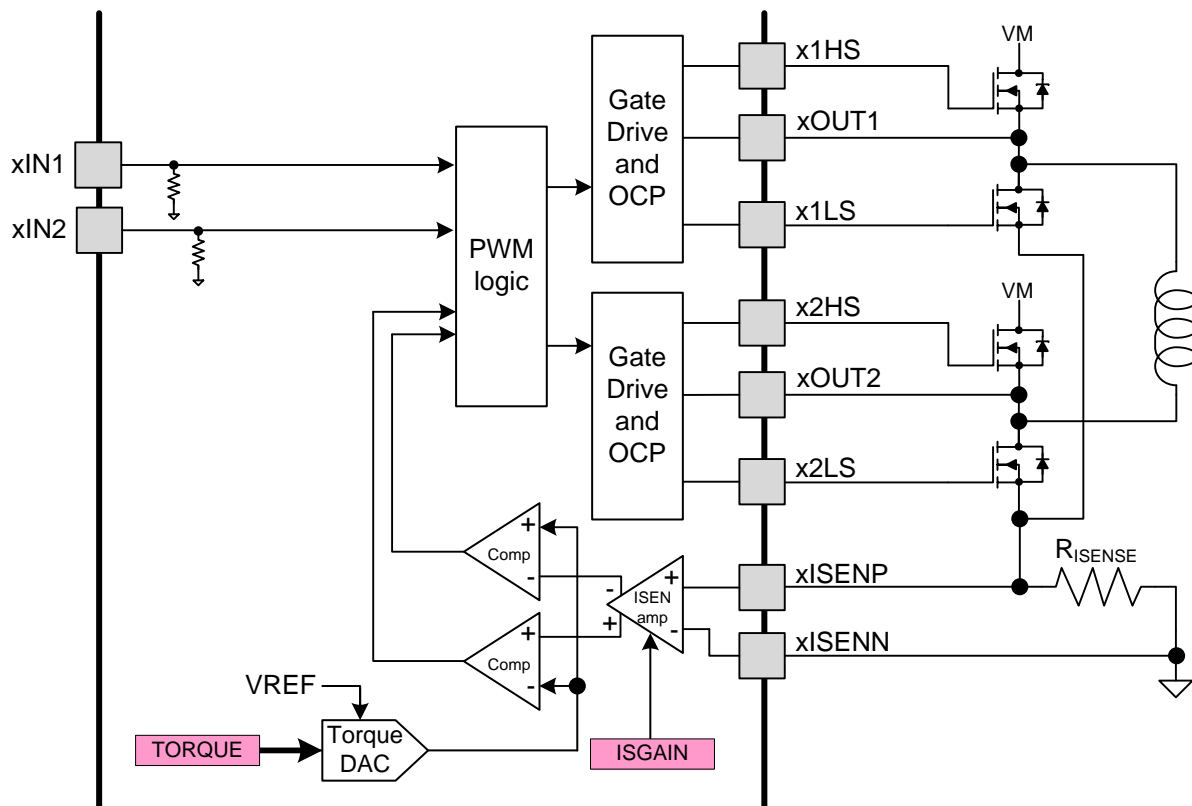 x1HS
VM
Gate
Drive
and
OCP
xOUT1
xIN1
x1LS
xIN2
PWM
logic
x2HS
VM
Gate
Drive
and
OCP
xOUT2
x2LS
+
Comp
-
RISENSE
xISENP
+
-
ISEN
amp
+
-
xISENN
+
Comp
-
VREF
TORQUE
Torque
DAC
ISGAIN